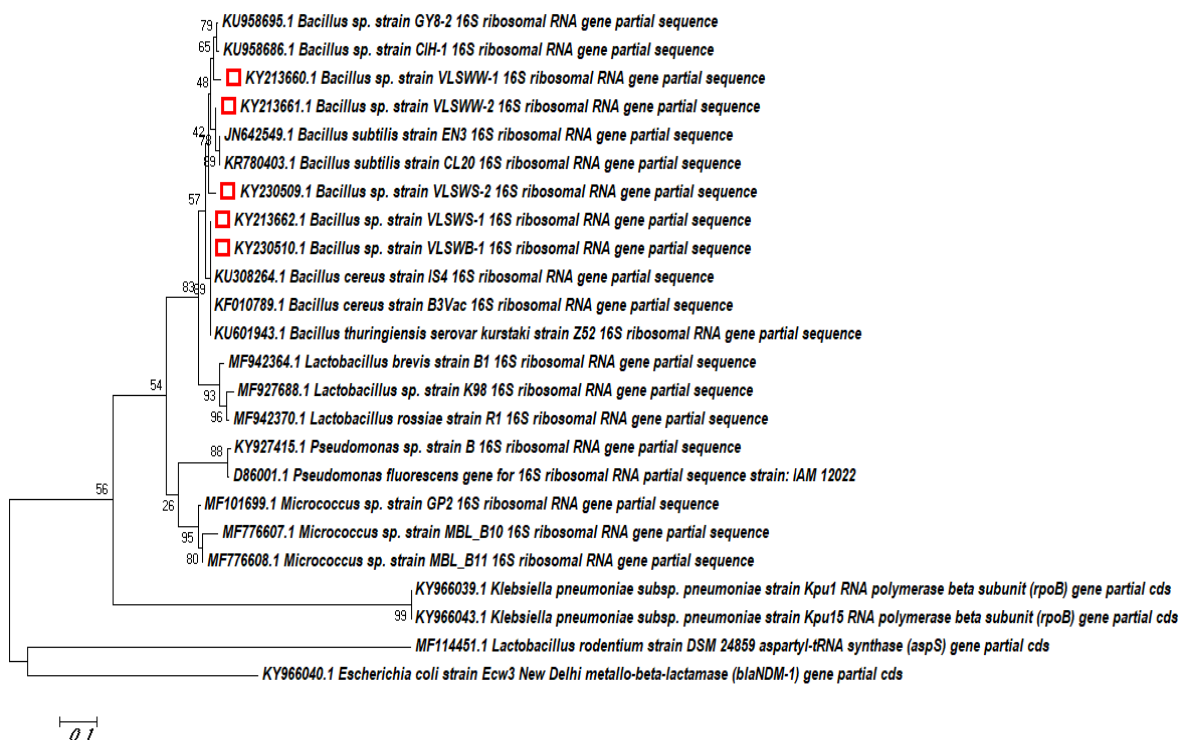 79
KU958695.1 Bacillus sp. strain GY8-2 16S ribosomal RNA gene partial sequence
65
KU958686.1 Bacillus sp. strain CIH-1 16S ribosomal RNA gene partial sequence
48
KY213660.1 Bacillus sp. strain VLSWW-1 16S ribosomal RNA gene partial sequence
KY213661.1 Bacillus sp. strain VLSWW-2 16S ribosomal RNA gene partial sequence
42
JN642549.1 Bacillus subtilis strain EN3 16S ribosomal RNA gene partial sequence
KR780403.1 Bacillus subtilis strain CL20 16S ribosomal RNA gene partial sequence
KY230509.1 Bacillus sp. strain VLSWS-2 16S ribosomal RNA gene partial sequence
57
KY213662.1 Bacillus sp. strain VLSWS-1 16S ribosomal RNA gene partial sequence
KY230510.1 Bacillus sp. strain VLSWB-1 16S ribosomal RNA gene partial sequence
KU308264.1 Bacillus cereus strain IS4 16S ribosomal RNA gene partial sequence
83
KF010789.1 Bacillus cereus strain B3Vac 16S ribosomal RNA gene partial sequence
KU601943.1 Bacillus thuringiensis serovar kurstaki strain Z52 16S ribosomal RNA gene partial sequence
MF942364.1 Lactobacillus brevis strain B1 16S ribosomal RNA gene partial sequence
54
93
MF927688.1 Lactobacillus sp. strain K98 16S ribosomal RNA gene partial sequence
96
MF942370.1 Lactobacillus rossiae strain R1 16S ribosomal RNA gene partial sequence
88
KY927415.1 Pseudomonas sp. strain B 16S ribosomal RNA gene partial sequence
D86001.1 Pseudomonas fluorescens gene for 16S ribosomal RNA partial sequence strain: IAM 12022
56
26
MF101699.1 Micrococcus sp. strain GP2 16S ribosomal RNA gene partial sequence
95
MF776607.1 Micrococcus sp. strain MBL_B10 16S ribosomal RNA gene partial sequence
80
MF776608.1 Micrococcus sp. strain MBL_B11 16S ribosomal RNA gene partial sequence
KY966039.1 Klebsiella pneumoniae subsp. pneumoniae strain Kpu1 RNA polymerase beta subunit (rpoB) gene partial cds
99
KY966043.1 Klebsiella pneumoniae subsp. pneumoniae strain Kpu15 RNA polymerase beta subunit (rpoB) gene partial cds
MF114451.1 Lactobacillus rodentium strain DSM 24859 aspartyl-tRNA synthase (aspS) gene partial cds
KY966040.1 Escherichia coli strain Ecw3 New Delhi metallo-beta-lactamase (blaNDM-1) gene partial cds
0.1